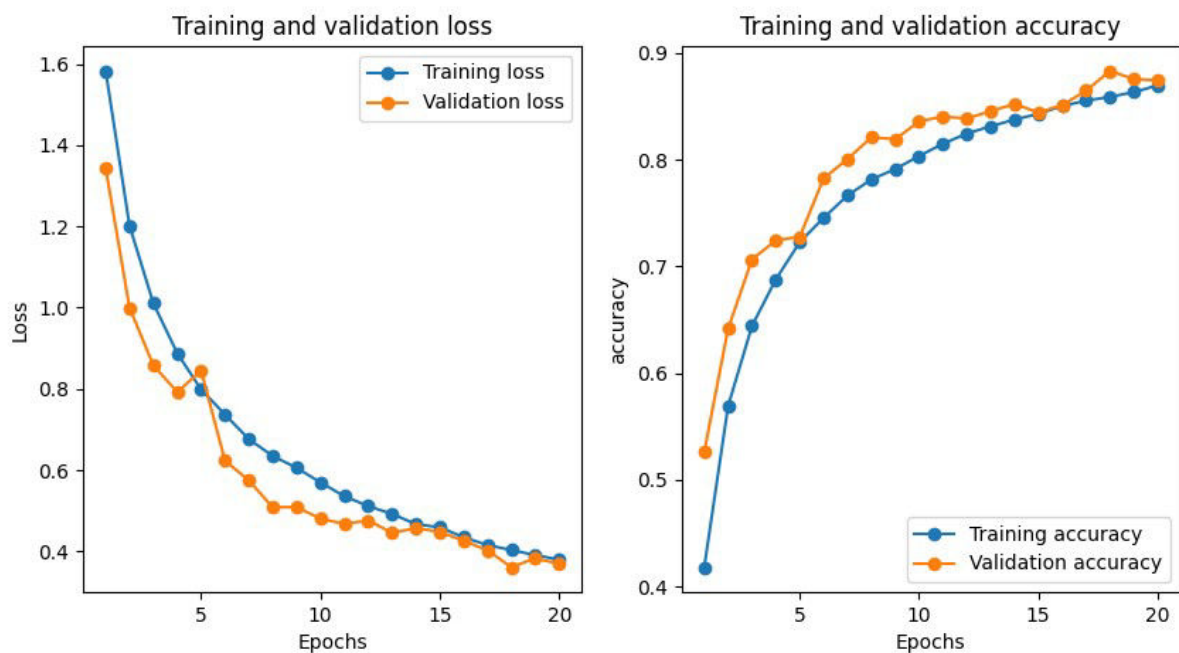 Training and validation loss
Training loss
Validation loss
Loss
1.6
1.4
1.2
1.0
0.8
0.6
0.4
5
10
15
20
Epochs
Training and validation accuracy
accuracy
0.9
0.8
0.7
0.6
0.5
0.4
Training accuracy
Validation accuracy
5
10
15
20
Epochs